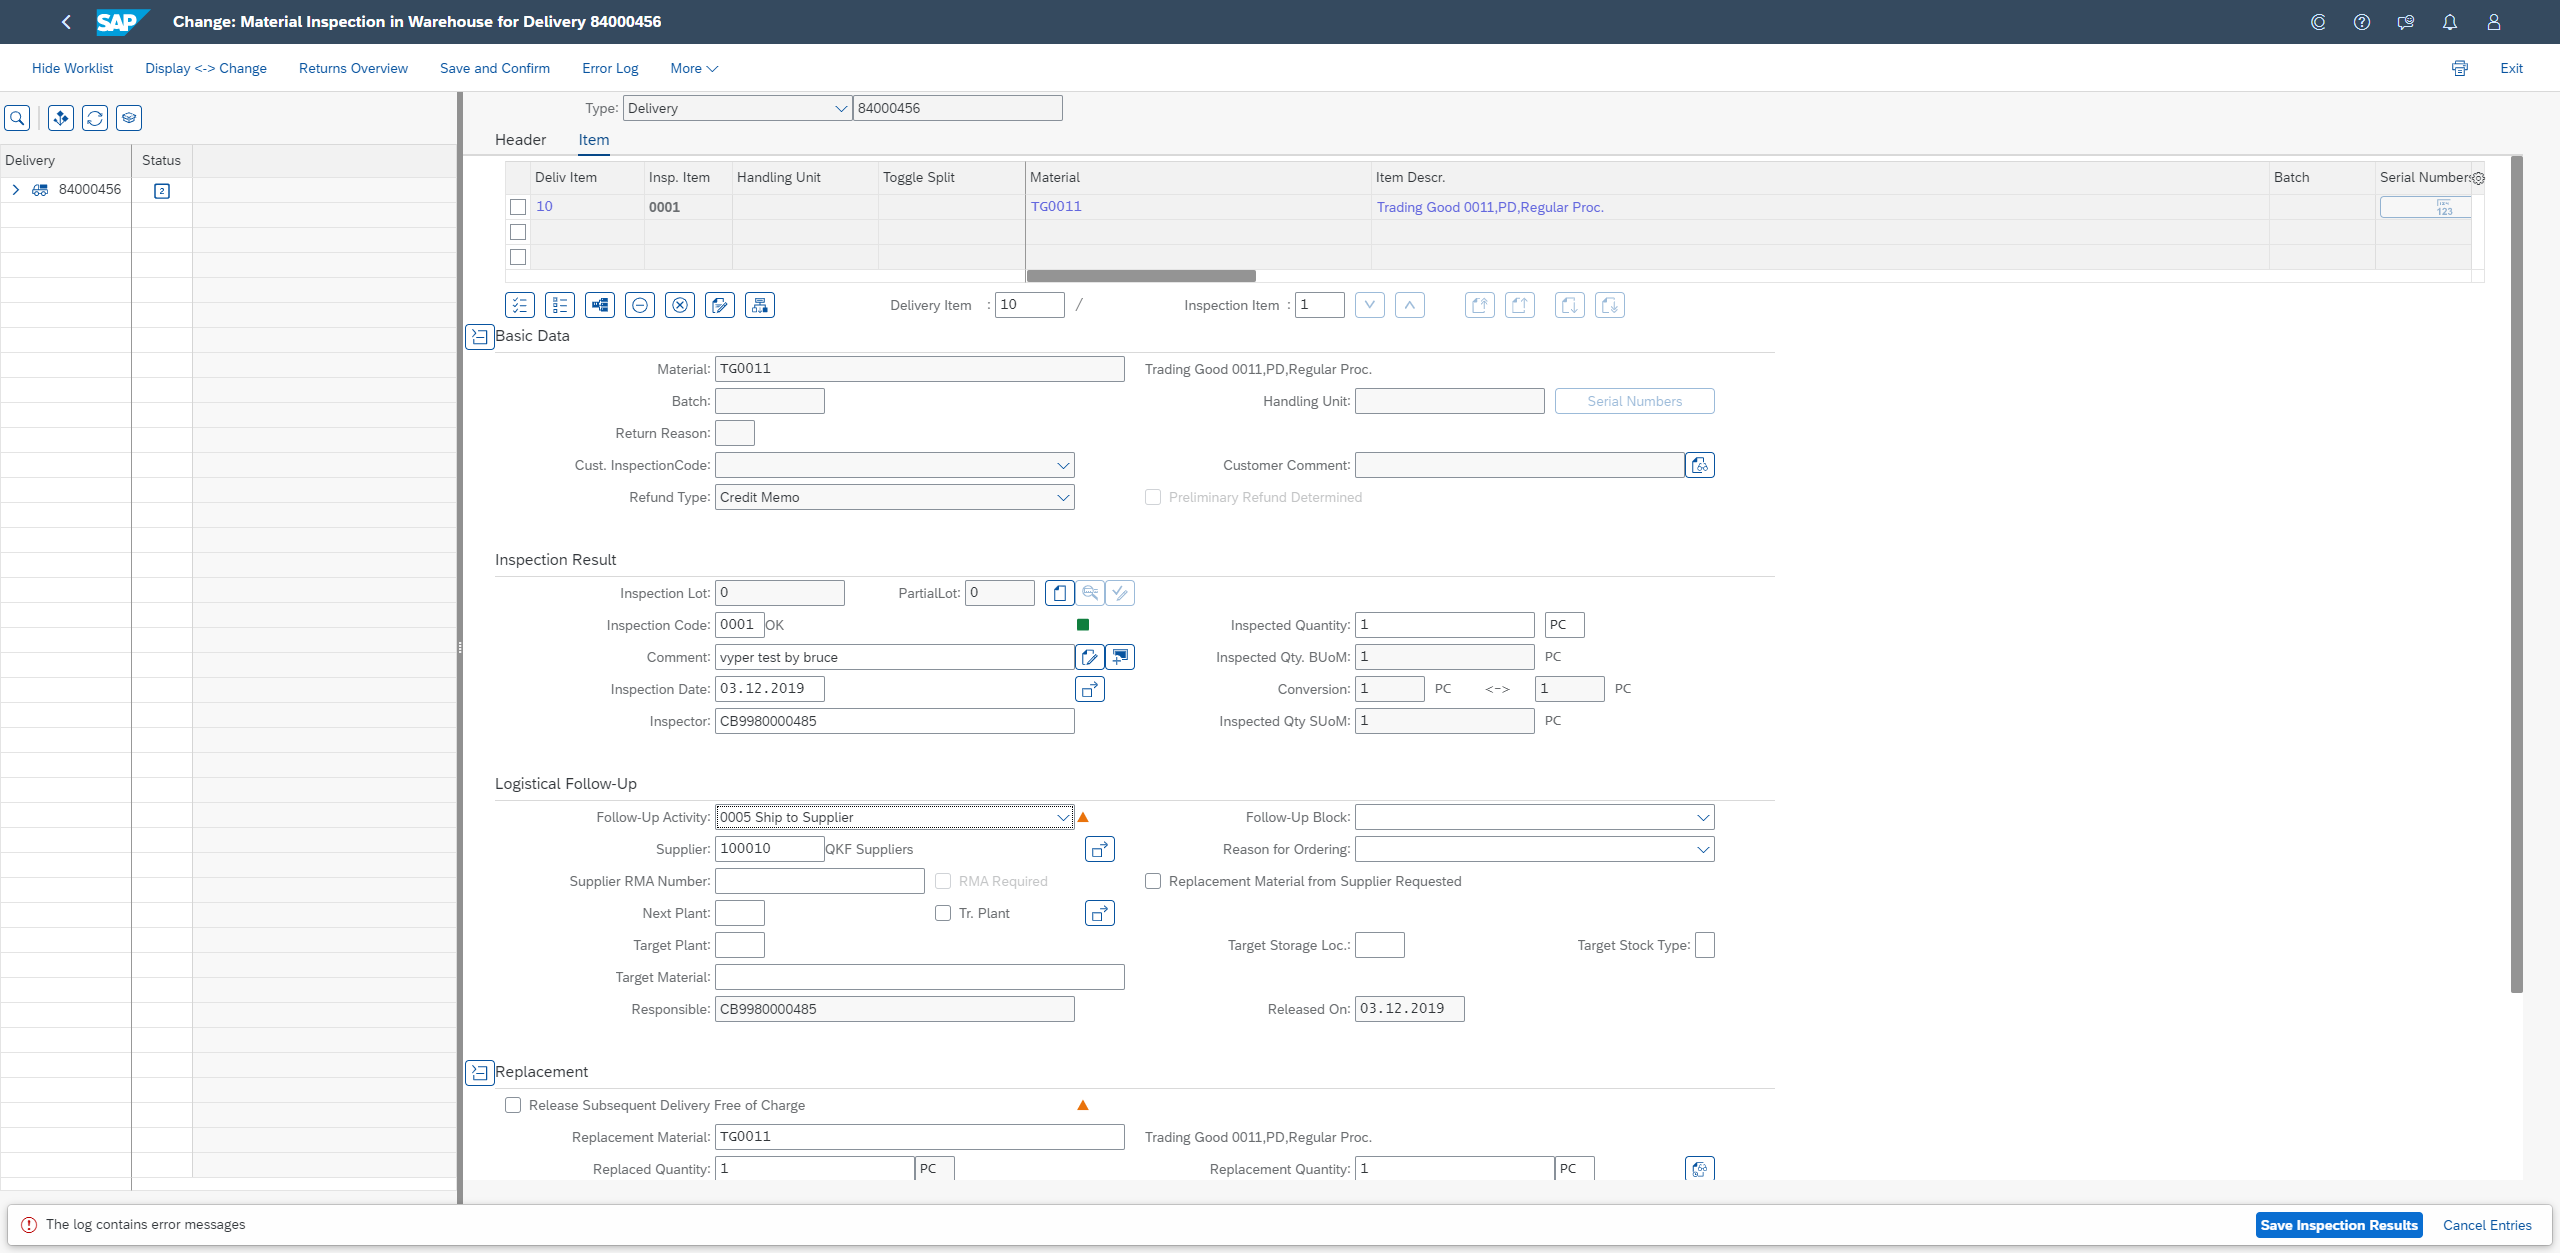 SAP Change: Material Inspection in Warehouse for Delivery 84000456
Hide Worklist Display <-> Change Returns Overview Save and Confirm Error Log More Exit
Type: Delivery 84000456
Header Item
Delivery Status
84000456 2
Deliv Item Insp. Item Handling Unit Toggle Split Material Item Descr. Batch Serial Numbers
10 0001 TG0011 Trading Good 0011,PD,Regular Proc. 123
Delivery Item : 10 / Inspection Item : 1
Basic Data
Material: TG0011 Trading Good 0011,PD,Regular Proc.
Batch: Handling Unit: Serial Numbers
Return Reason:
Cust. InspectionCode: Customer Comment:
Refund Type: Credit Memo Preliminary Refund Determined
Inspection Result
Inspection Lot: 0 PartialLot: 0
Inspection Code: 0001 OK Inspected Quantity: 1 PC
Comment: vyper test by bruce Inspected Qty. BUoM: 1 PC
Inspection Date: 03.12.2019 Conversion: 1 PC <-> 1 PC
Inspector: CB9980000485 Inspected Qty SUoM: 1 PC
Logistical Follow-Up
Follow-Up Activity: 0005 Ship to Supplier Follow-Up Block:
Supplier: 100010 QKF Suppliers Reason for Ordering:
Supplier RMA Number: RMA Required Replacement Material from Supplier Requested
Next Plant: Tr. Plant
Target Plant: Target Storage Loc.: Target Stock Type:
Target Material:
Responsible: CB9980000485 Released On: 03.12.2019
Replacement
Release Subsequent Delivery Free of Charge
Replacement Material: TG0011 Trading Good 0011,PD,Regular Proc.
Replaced Quantity: 1 PC Replacement Quantity: 1 PC
The log contains error messages Save Inspection Results Cancel Entries